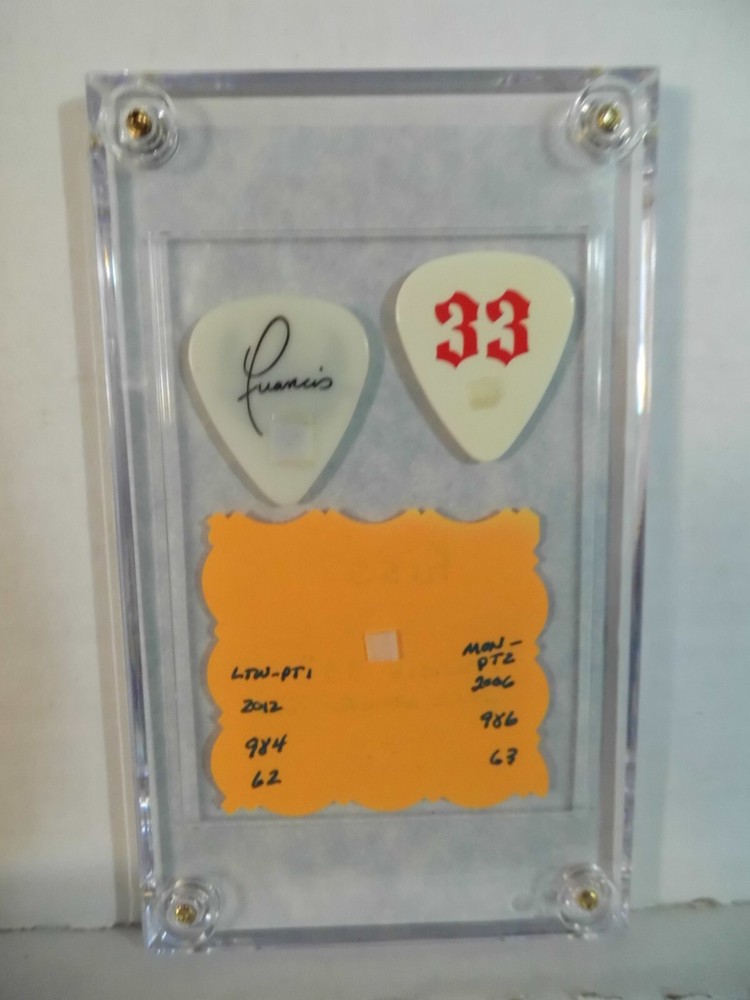 Francis
33
LTW-PT1
2012
984
62
MON-
PT2
2006
986
63